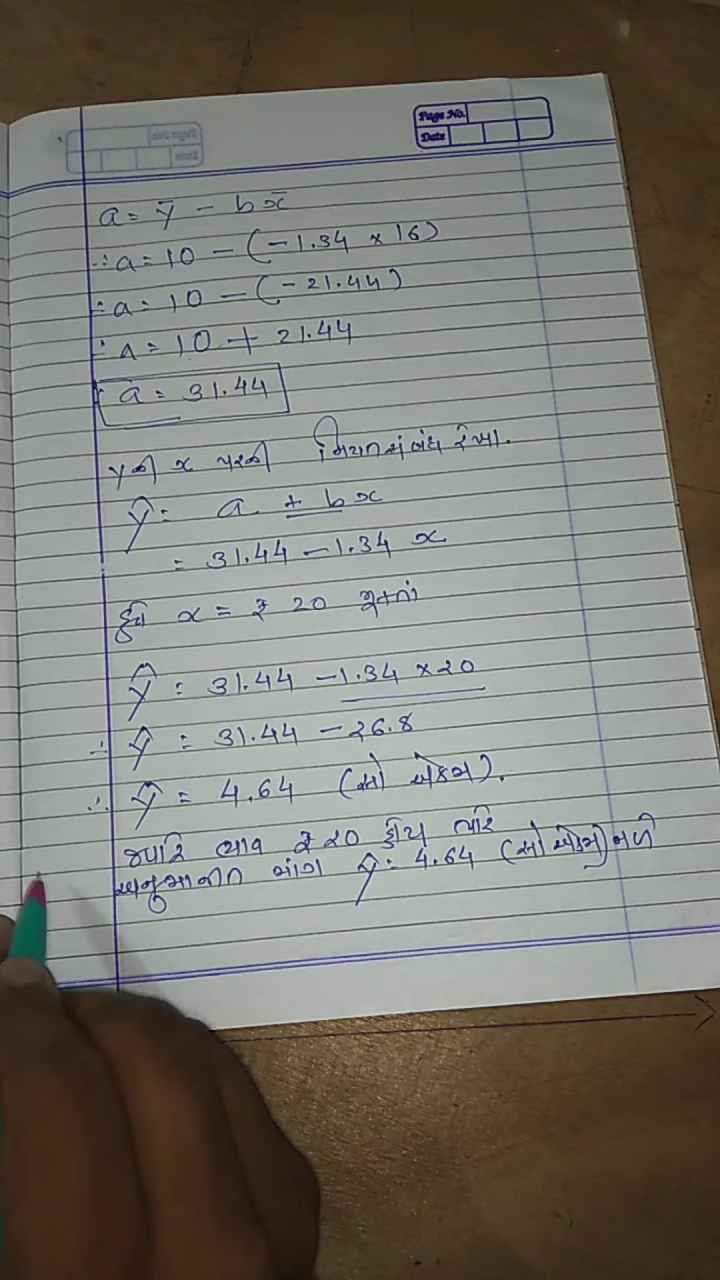 Page No.
Date
a = ȳ - bx̄
∴ a = 10 - (-1.34 × 16)
∴ a = 10 - (-21.44)
∴ a = 10 + 21.44
∴ a = 31.44
yની x પરની નિયતસંબંધ રેખા.
ŷ = a + bx
= 31.44 - 1.34 x
હવે x = ₹ 20 મૂકતાં
ŷ = 31.44 - 1.34 × 20
∴ ŷ = 31.44 - 26.8
∴ ŷ = 4.64 (સો એકમ).
જ્યારે ભાવ ₹ 20 હોય ત્યારે
અનુમાનીત માંગ ŷ = 4.64 (સો એકમ) મળે